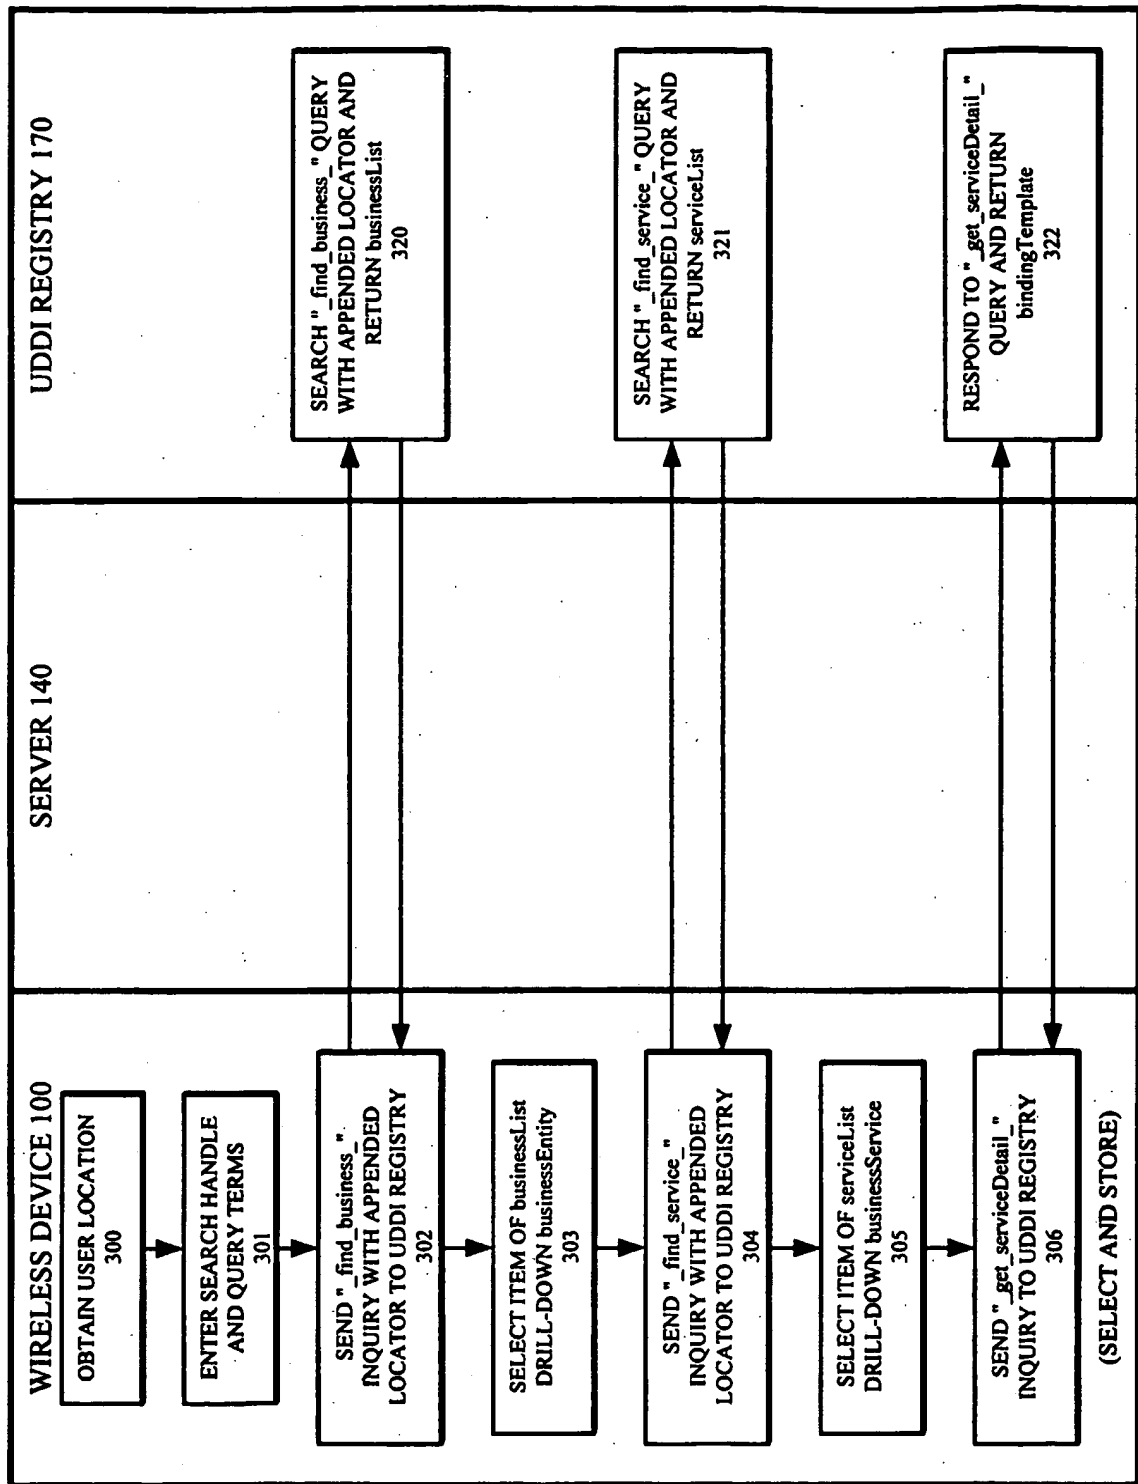 WIRELESS DEVICE 100
OBTAIN USER LOCATION
300
ENTER SEARCH HANDLE
AND QUERY TERMS
301
SEND "_find_business_"
INQUIRY WITH APPENDED
LOCATOR TO UDDI REGISTRY
302
SELECT ITEM OF businessList
DRILL-DOWN businessEntity
303
SEND "_find_service_"
INQUIRY WITH APPENDED
LOCATOR TO UDDI REGISTRY
304
SELECT ITEM OF serviceList
DRILL-DOWN businessService
305
SEND "_get_serviceDetail_"
INQUIRY TO UDDI REGISTRY
306
(SELECT AND STORE)
SERVER 140
UDDI REGISTRY 170
SEARCH "_find_business_" QUERY
WITH APPENDED LOCATOR AND
RETURN businessList
320
SEARCH "_find_service_" QUERY
WITH APPENDED LOCATOR AND
RETURN serviceList
321
RESPOND TO "_get_serviceDetail_"
QUERY AND RETURN
bindingTemplate
322